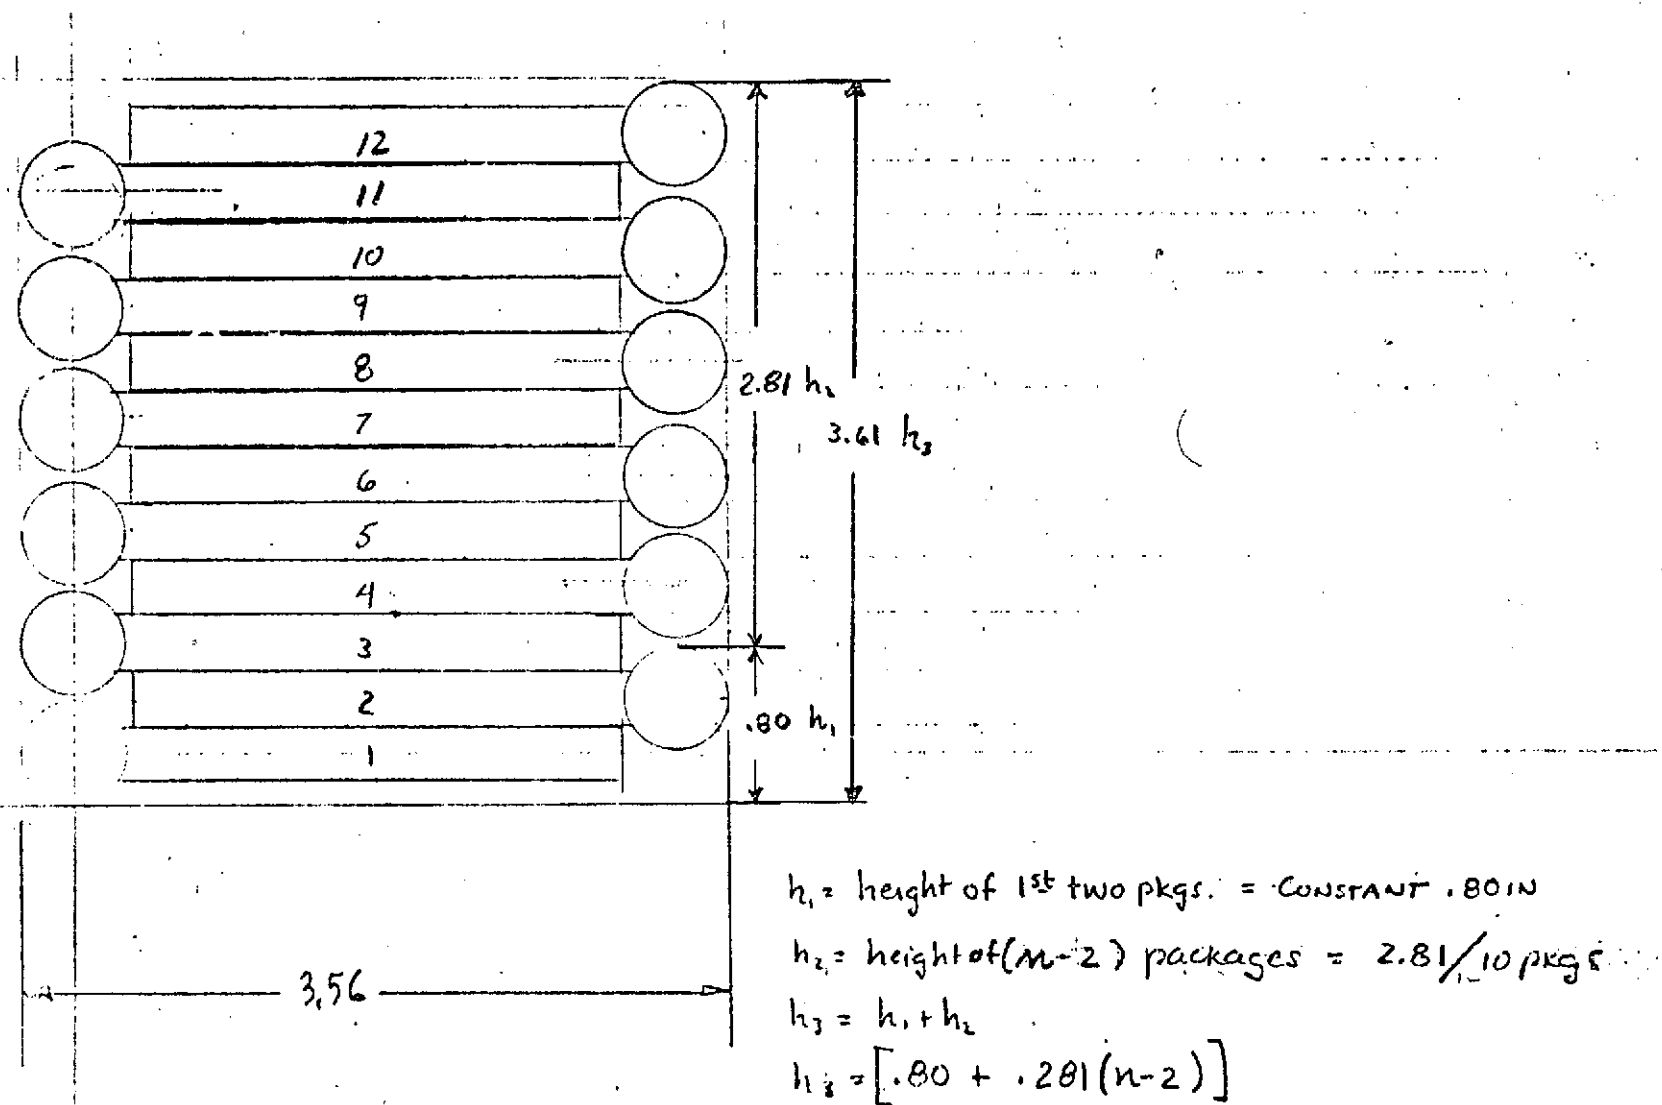 12
11
10
9
8
7
6
5
4
3
2
1
2.81 h₂
3.61 h₃
.80 h₁
3.56
h₁ = height of 1st two pkgs. = CONSTANT .80 IN
h₂ = height of (n-2) packages = 2.81/10 pkgs
h₃ = h₁ + h₂
h₃ = [.80 + .281(n-2)]